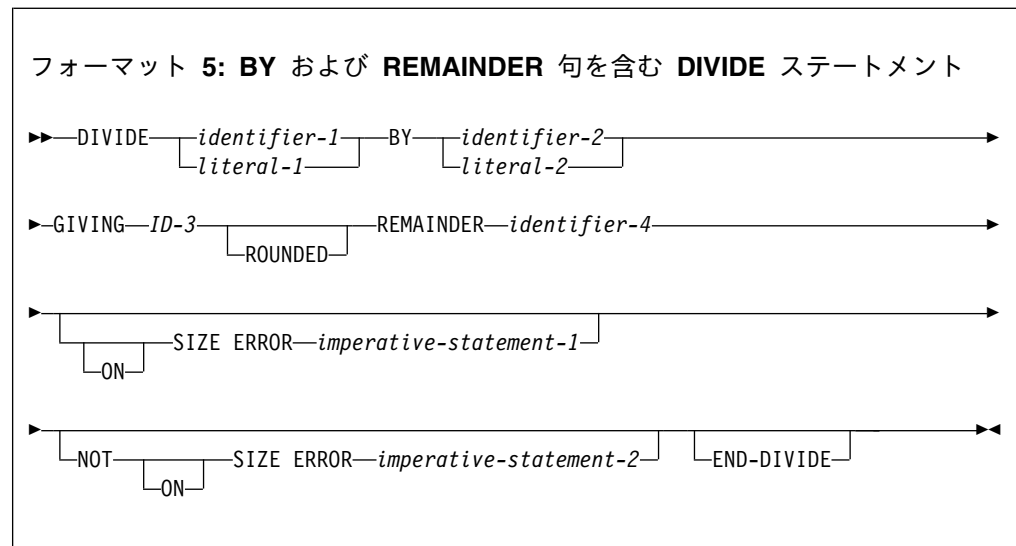 フォーマット 5: BY および REMAINDER 句を含む DIVIDE ステートメント
DIVIDE identifier-1 BY identifier-2
literal-1 literal-2
GIVING ID-3 REMAINDER identifier-4
ROUNDED
SIZE ERROR imperative-statement-1
ON
NOT SIZE ERROR imperative-statement-2 END-DIVIDE
ON